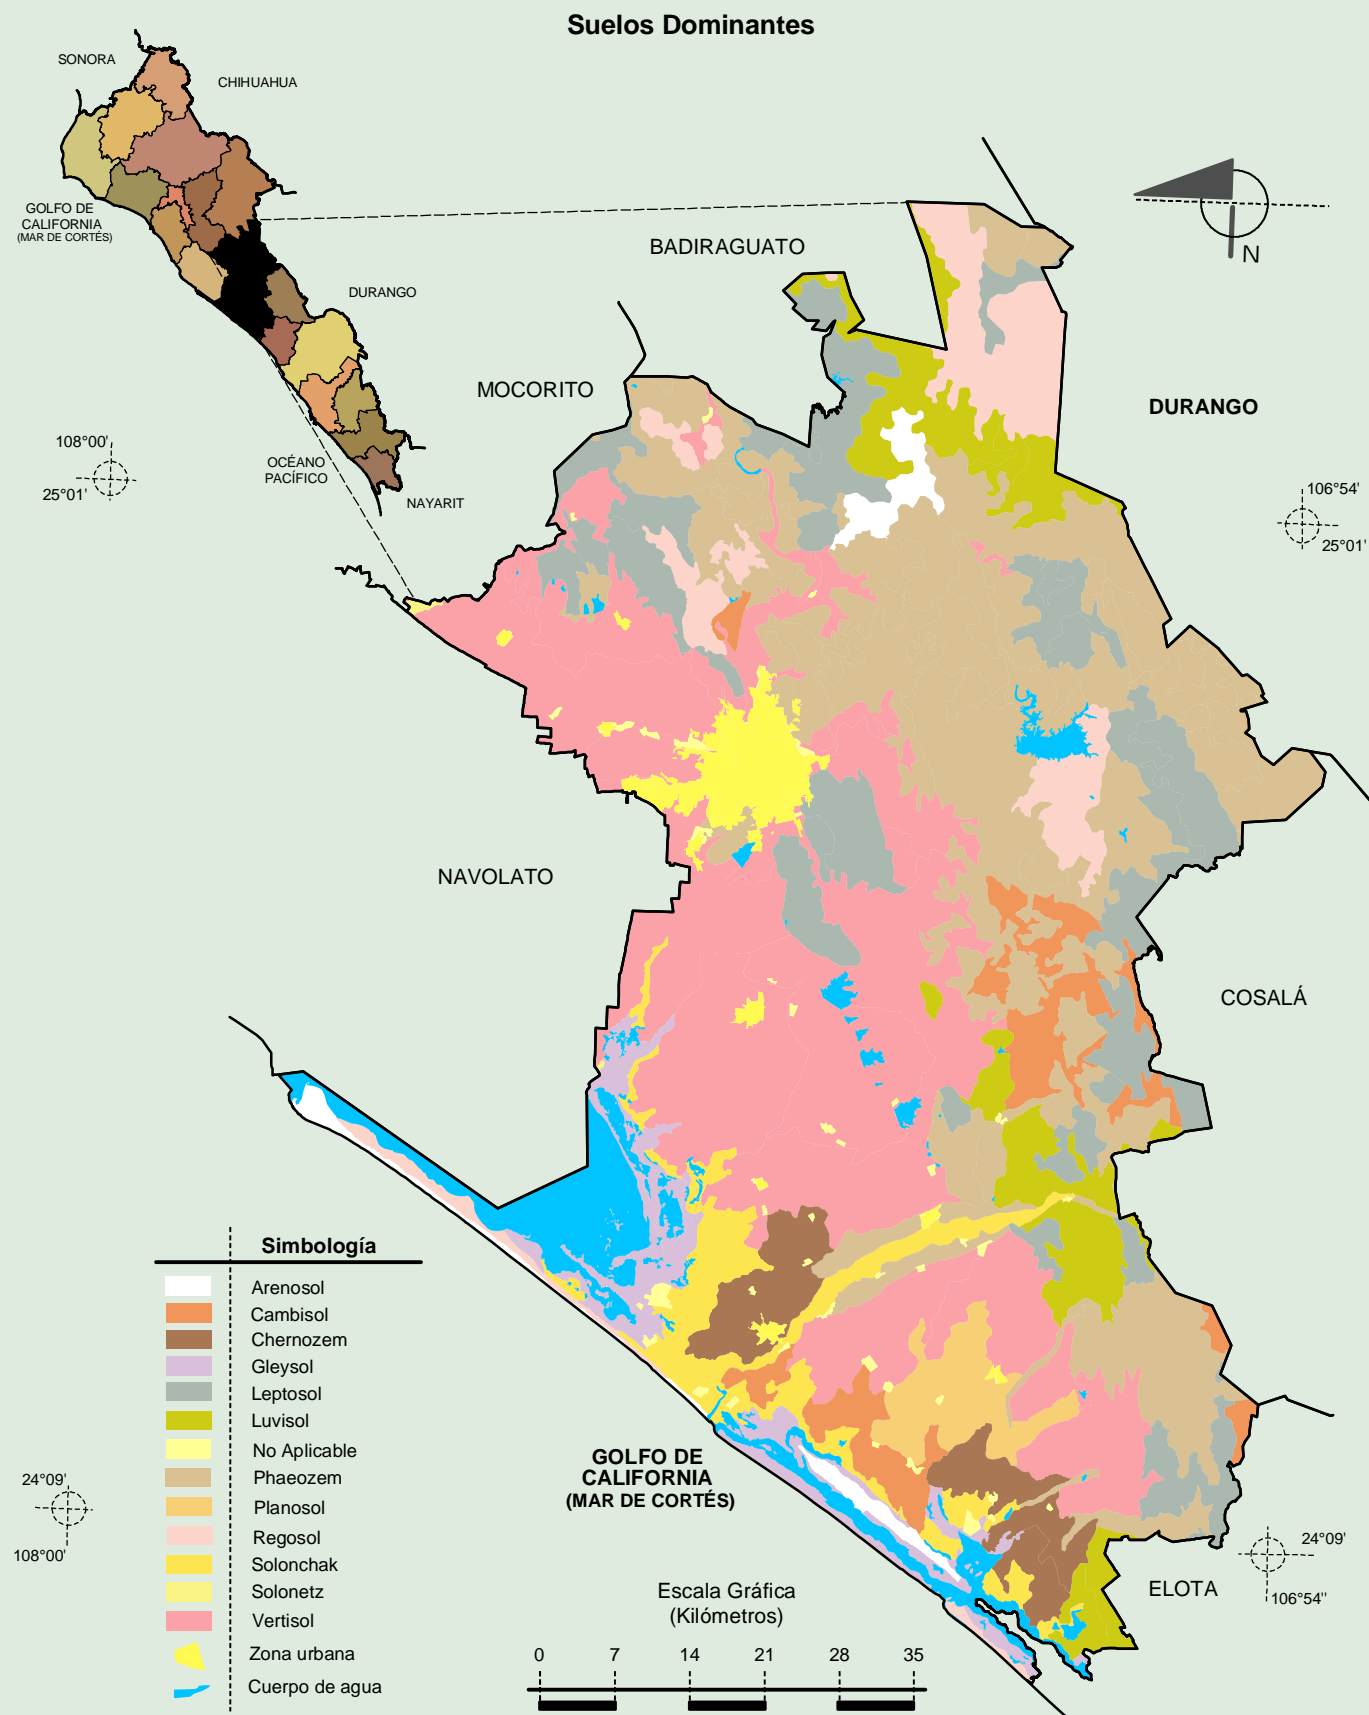 Suelos Dominantes
SONORA
CHIHUAHUA
GOLFO DE
CALIFORNIA
(MAR DE CORTÉS)
DURANGO
OCÉANO
PACÍFICO
NAYARIT
108°00'
25°01'
BADIRAGUATO
MOCORITO
N
DURANGO
106°54'
25°01'
NAVOLATO
COSALÁ
Simbología
Arenosol
Cambisol
Chernozem
Gleysol
Leptosol
Luvisol
No Aplicable
Phaeozem
Planosol
Regosol
Solonchak
Solonetz
Vertisol
Zona urbana
Cuerpo de agua
GOLFO DE
CALIFORNIA
(MAR DE CORTÉS)
24°09'
108°00'
24°09'
106°54"
ELOTA
Escala Gráfica
(Kilómetros)
0 7 14 21 28 35